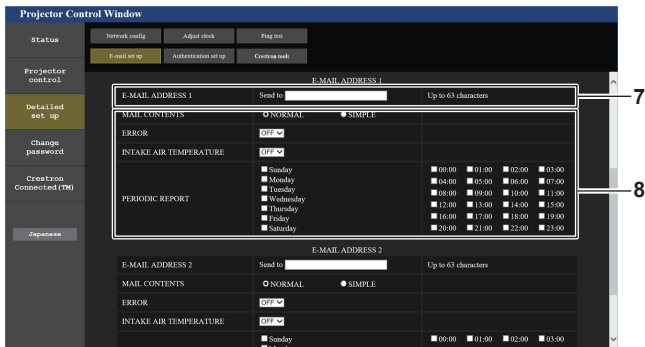 Projector Control Window
Status
Network config Adjust clock Ping test
E-mail set up Authentication set up Crestron tools
Projector control
Detailed set up
Change password
Crestron Connected(TM)
Japanese
E-MAIL ADDRESS 1
E-MAIL ADDRESS 1 Send to Up to 63 characters
7
MAIL CONTENTS NORMAL SIMPLE
ERROR OFF
INTAKE AIR TEMPERATURE OFF
PERIODIC REPORT
Sunday 00:00 01:00 02:00 03:00
Monday 04:00 05:00 06:00 07:00
Tuesday 08:00 09:00 10:00 11:00
Wednesday 12:00 13:00 14:00 15:00
Thursday 16:00 17:00 18:00 19:00
Friday 20:00 21:00 22:00 23:00
Saturday
8
E-MAIL ADDRESS 2
E-MAIL ADDRESS 2 Send to Up to 63 characters
MAIL CONTENTS NORMAL SIMPLE
ERROR OFF
INTAKE AIR TEMPERATURE OFF
Sunday 00:00 01:00 02:00 03:00